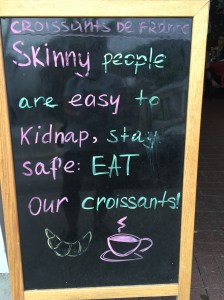 CROISSANTS DE FRANCE
Skinny people
are easy to
Kidnap, stay
safe: EAT
our croissants!